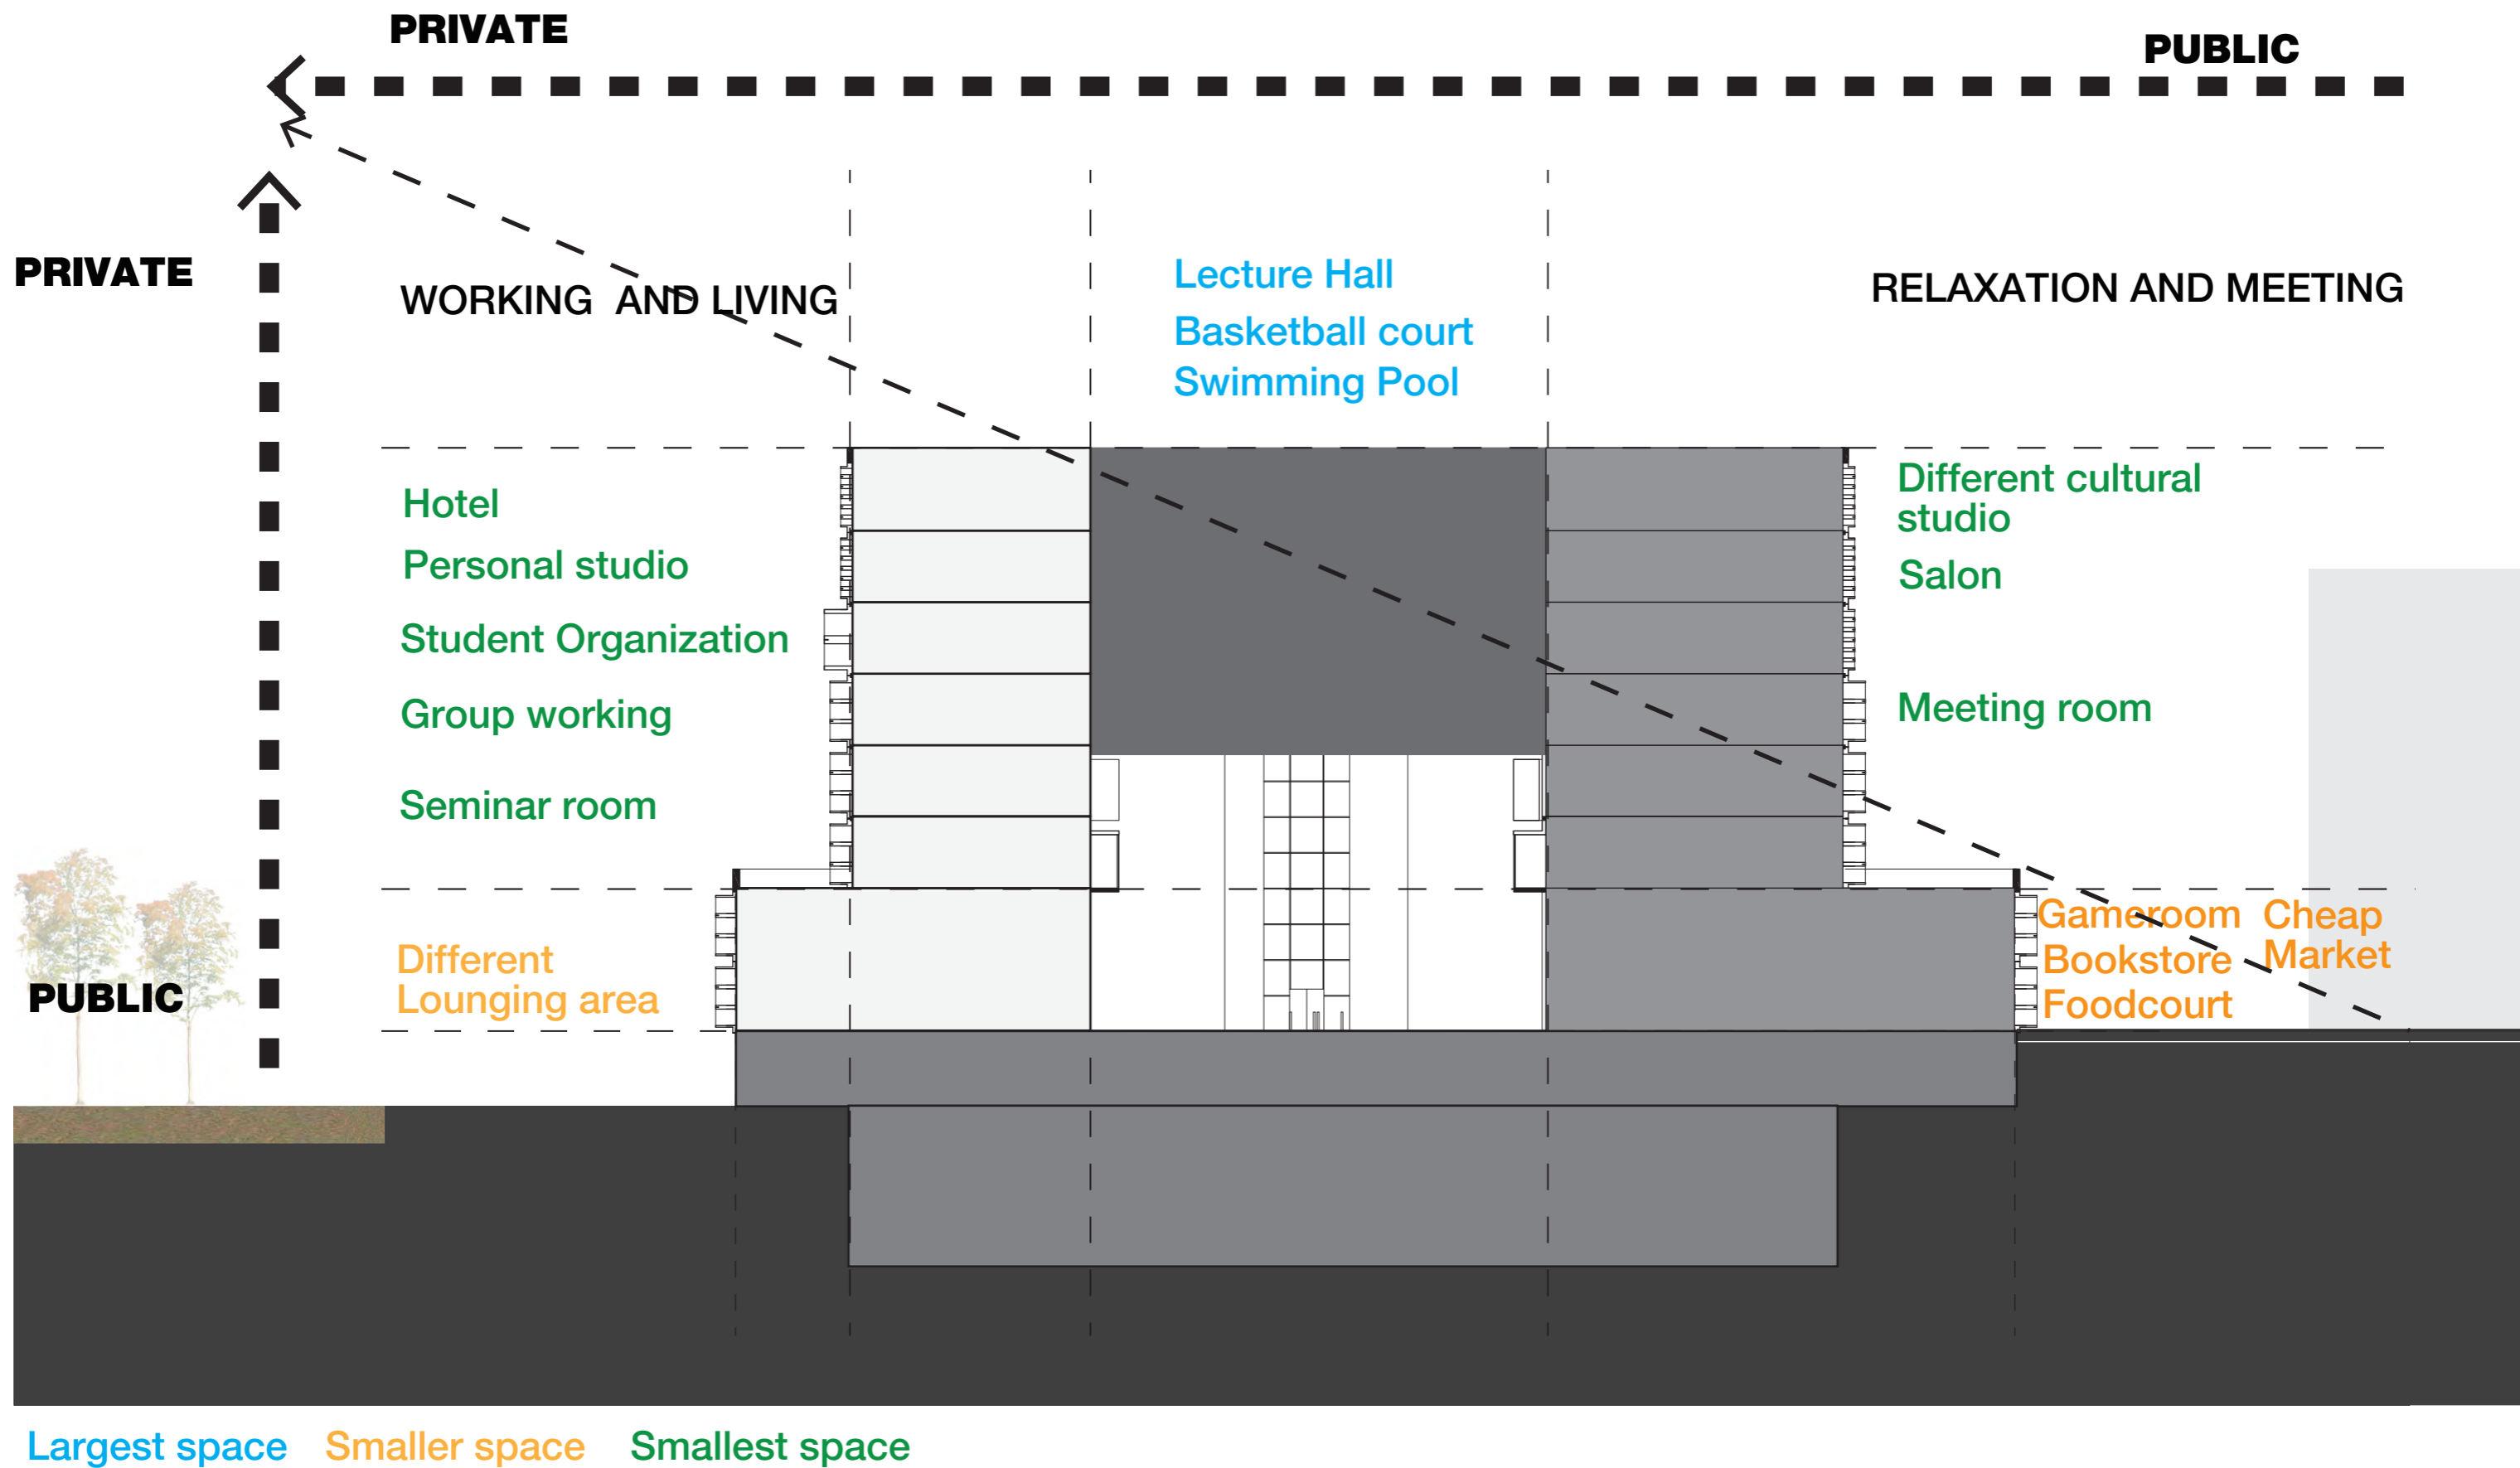 PRIVATE
PUBLIC
PRIVATE
WORKING  AND LIVING
Lecture Hall
Basketball court
Swimming Pool
RELAXATION AND MEETING
Hotel
Personal studio
Student Organization
Group working
Seminar room
Different cultural
studio
Salon
Meeting room
Different
Lounging area
PUBLIC
Gameroom
Bookstore
Foodcourt
Cheap
Market
Largest space
Smaller space
Smallest space